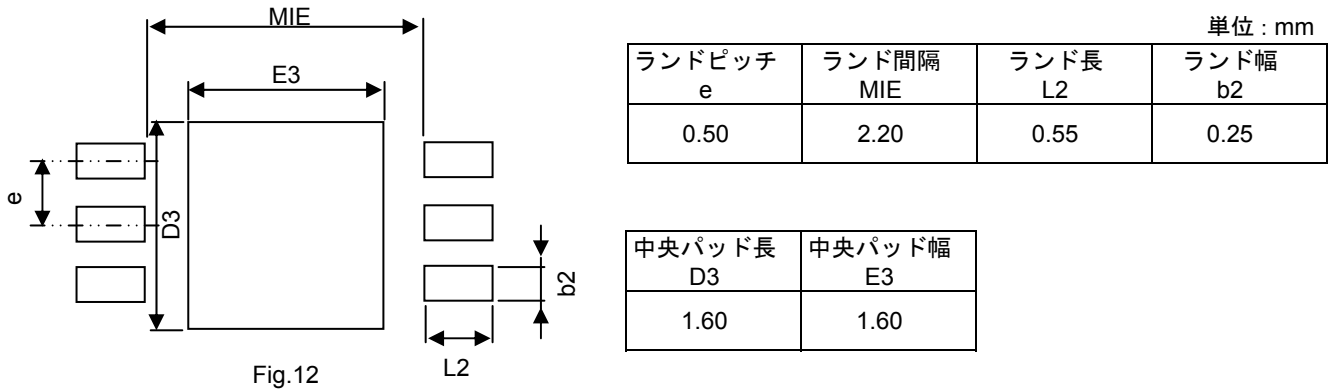 MIE
E3
e
D3
b2
L2
Fig.12
単位 : mm
ランドピッチ ランド間隔 ランド長 ランド幅
e MIE L2 b2
0.50 2.20 0.55 0.25
中央パッド長 中央パッド幅
D3 E3
1.60 1.60